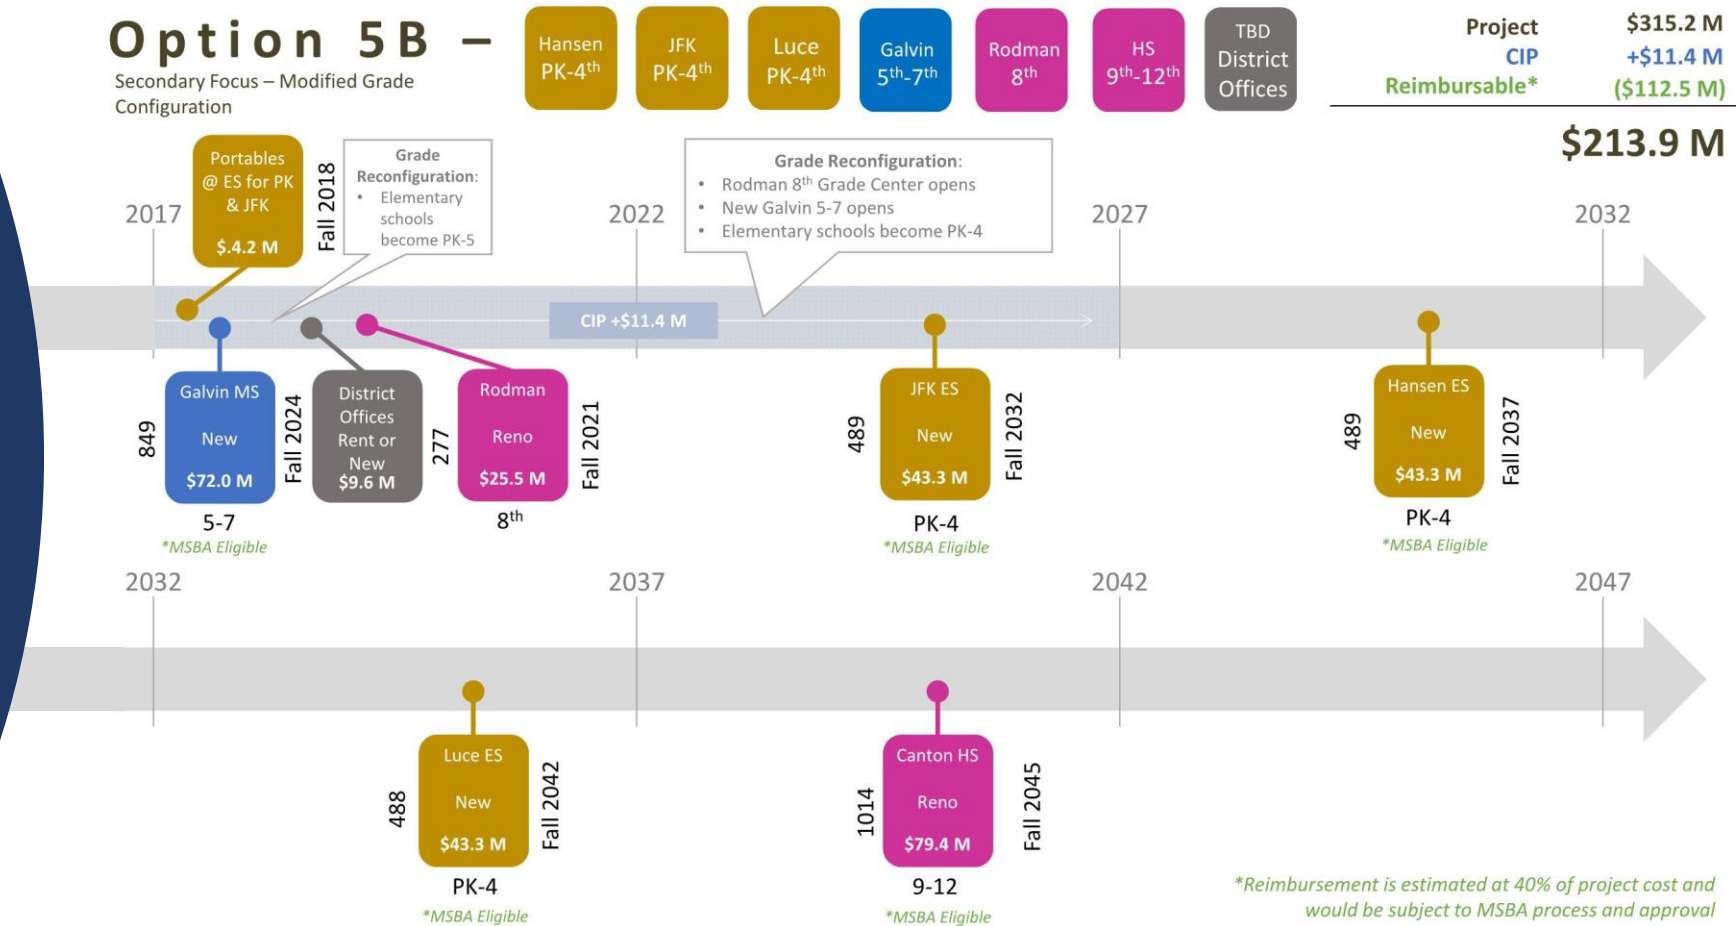 Option 5B –
Secondary Focus – Modified Grade
Configuration
Hansen
PK-4th
JFK
PK-4th
Luce
PK-4th
Galvin
5th-7th
Rodman
8th
HS
9th-12th
TBD
District
Offices
Project $315.2 M
CIP +$11.4 M
Reimbursable* ($112.5 M)
$213.9 M
2017
Portables
@ ES for PK
& JFK
$.4.2 M
Fall 2018
Grade
Reconfiguration:
• Elementary
schools
become PK-5
2022
Grade Reconfiguration:
• Rodman 8th Grade Center opens
• New Galvin 5-7 opens
• Elementary schools become PK-4
2027
2032
CIP +$11.4 M
849
Galvin MS
New
$72.0 M
Fall 2024
5-7
*MSBA Eligible
District
Offices
Rent or
New
$9.6 M
277
Rodman
Reno
$25.5 M
Fall 2021
8th
489
JFK ES
New
$43.3 M
Fall 2032
PK-4
*MSBA Eligible
489
Hansen ES
New
$43.3 M
Fall 2037
PK-4
*MSBA Eligible
2032
2037
2042
2047
488
Luce ES
New
$43.3 M
Fall 2042
PK-4
*MSBA Eligible
1014
Canton HS
Reno
$79.4 M
Fall 2045
9-12
*MSBA Eligible
*Reimbursement is estimated at 40% of project cost and
would be subject to MSBA process and approval